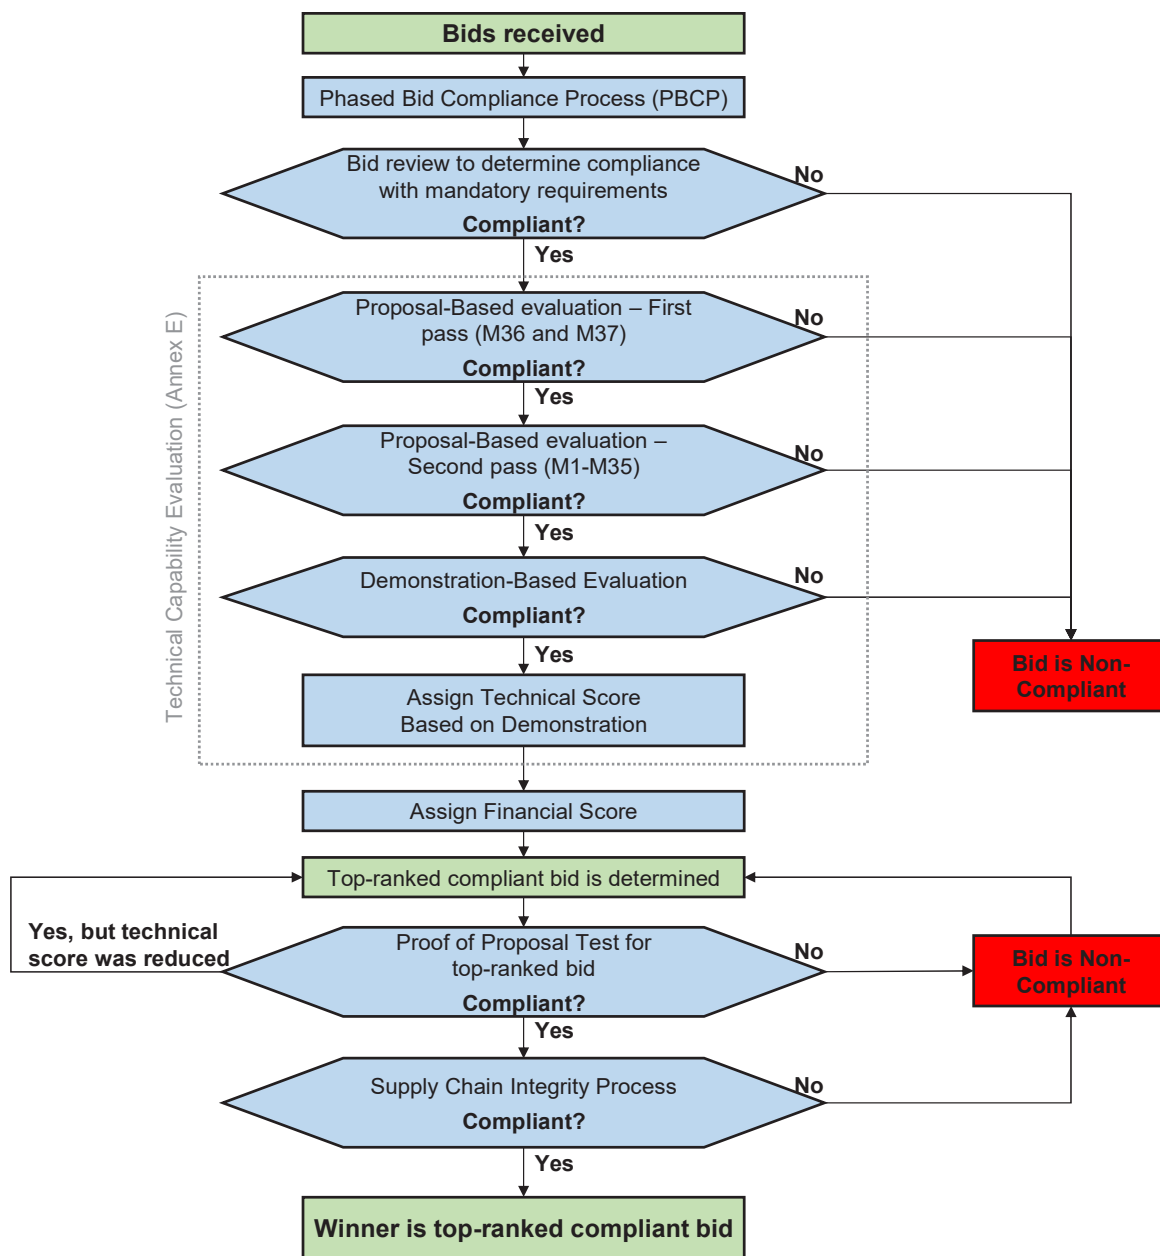 Bids received
Phased Bid Compliance Process (PBCP)
Bid review to determine compliance
with mandatory requirements
Compliant?
No
Yes
Technical Capability Evaluation (Annex E)
Proposal-Based evaluation – First
pass (M36 and M37)
Compliant?
No
Yes
Proposal-Based evaluation –
Second pass (M1-M35)
Compliant?
No
Yes
Demonstration-Based Evaluation
Compliant?
No
Yes
Bid is Non-
Compliant
Assign Technical Score
Based on Demonstration
Assign Financial Score
Top-ranked compliant bid is determined
Yes, but technical
score was reduced
Proof of Proposal Test for
top-ranked bid
Compliant?
No
Bid is Non-
Compliant
Yes
Supply Chain Integrity Process
Compliant?
No
Yes
Winner is top-ranked compliant bid